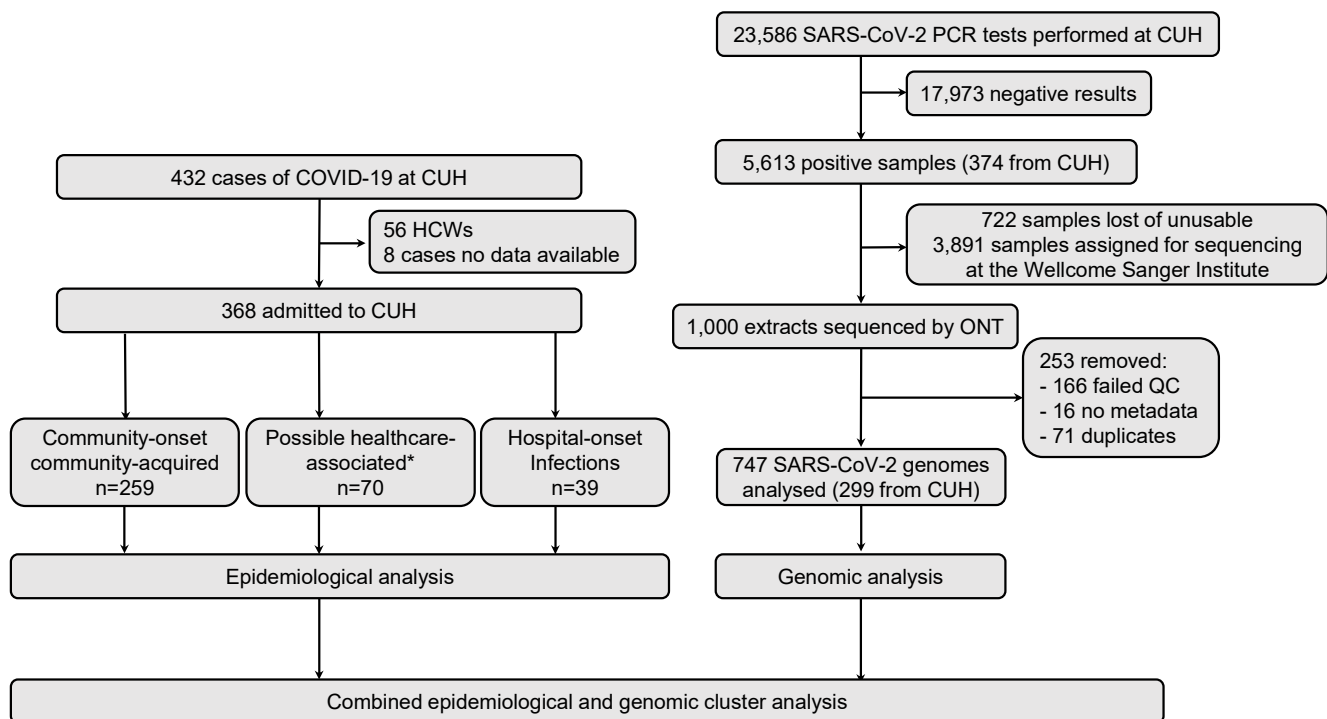 23,586 SARS-CoV-2 PCR tests performed at CUH
17,973 negative results
5,613 positive samples (374 from CUH)
722 samples lost of unusable
3,891 samples assigned for sequencing
at the Wellcome Sanger Institute
1,000 extracts sequenced by ONT
253 removed:
- 166 failed QC
- 16 no metadata
- 71 duplicates
747 SARS-CoV-2 genomes
analysed (299 from CUH)
Genomic analysis
432 cases of COVID-19 at CUH
56 HCWs
8 cases no data available
368 admitted to CUH
Community-onset
community-acquired
n=259
Possible healthcare-
associated*
n=70
Hospital-onset
Infections
n=39
Epidemiological analysis
Combined epidemiological and genomic cluster analysis